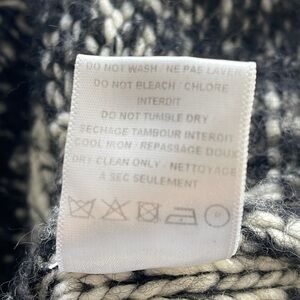 DO NOT WASH - NE PAS LAVER
DO NOT BLEACH - CHLORE
INTERDIT
DO NOT TUMBLE DRY
SECHAGE TAMBOUR INTERDIT
COOL IRON - REPASSAGE DOUX
DRY CLEAN ONLY - NETTOYAGE
A SEC SEULEMENT